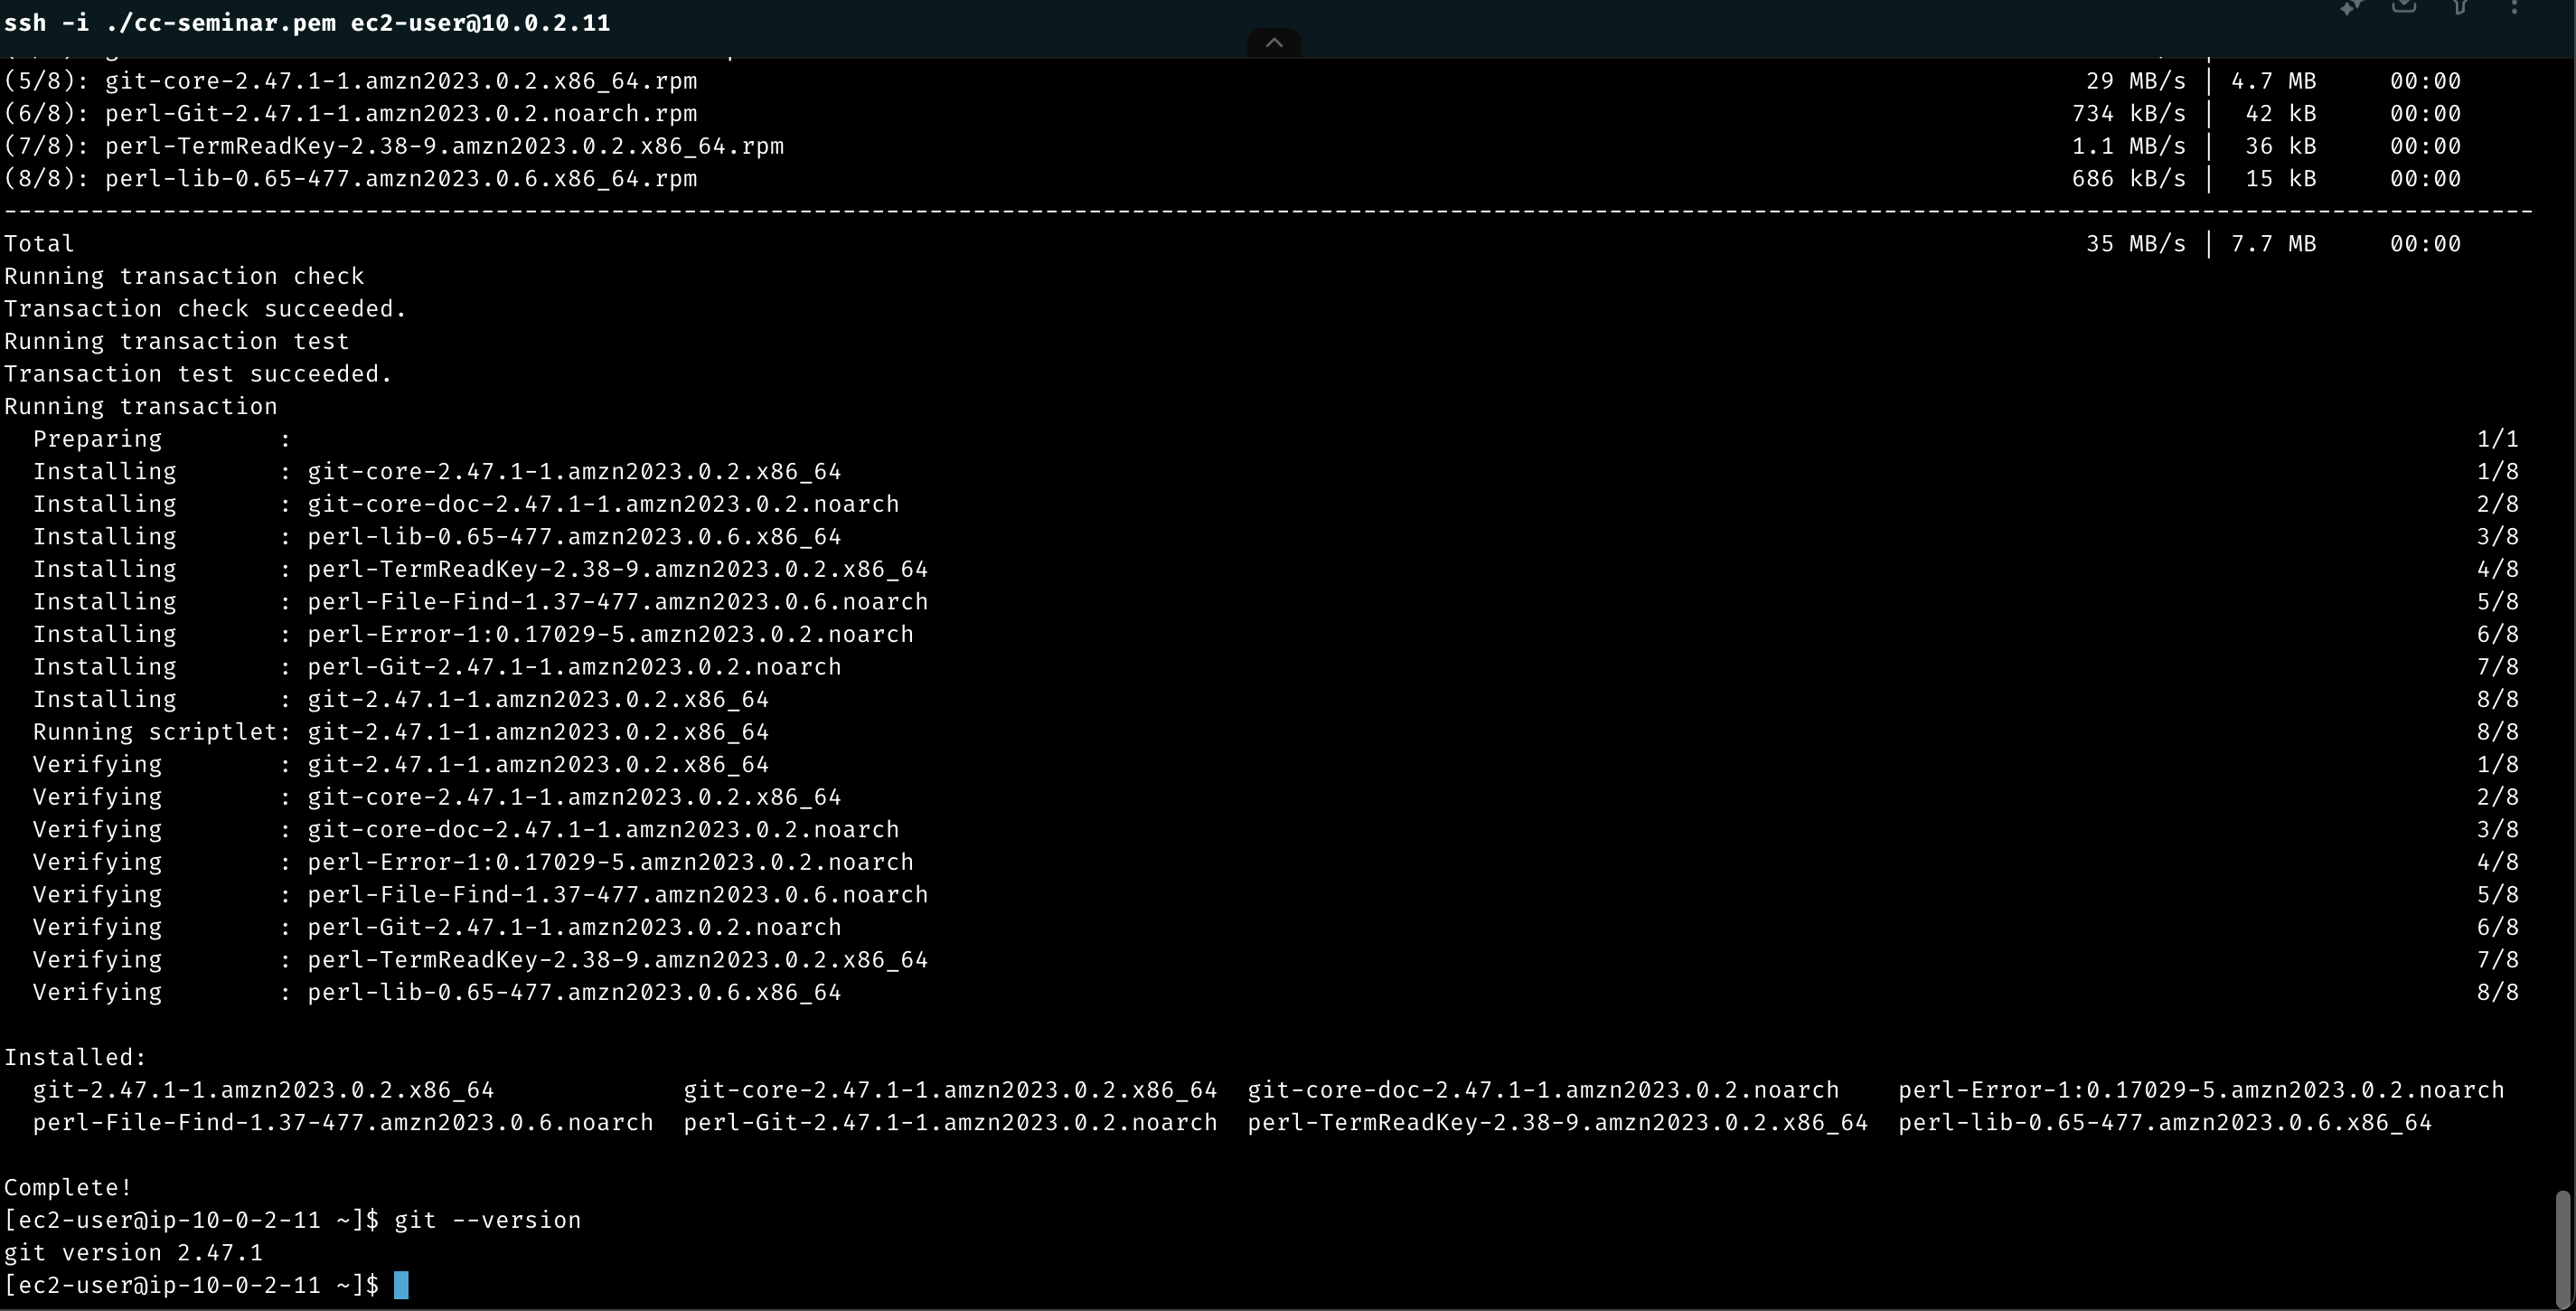 ssh -i ./cc-seminar.pem ec2-user@10.0.2.11
(5/8): git-core-2.47.1-1.amzn2023.0.2.x86_64.rpm 29 MB/s | 4.7 MB 00:00
(6/8): perl-Git-2.47.1-1.amzn2023.0.2.noarch.rpm 734 kB/s | 42 kB 00:00
(7/8): perl-TermReadKey-2.38-9.amzn2023.0.2.x86_64.rpm 1.1 MB/s | 36 kB 00:00
(8/8): perl-lib-0.65-477.amzn2023.0.6.x86_64.rpm 686 kB/s | 15 kB 00:00
--------------------------------------------------------------------------------
Total 35 MB/s | 7.7 MB 00:00
Running transaction check
Transaction check succeeded.
Running transaction test
Transaction test succeeded.
Running transaction
Preparing : 1/1
Installing : git-core-2.47.1-1.amzn2023.0.2.x86_64 1/8
Installing : git-core-doc-2.47.1-1.amzn2023.0.2.noarch 2/8
Installing : perl-lib-0.65-477.amzn2023.0.6.x86_64 3/8
Installing : perl-TermReadKey-2.38-9.amzn2023.0.2.x86_64 4/8
Installing : perl-File-Find-1.37-477.amzn2023.0.6.noarch 5/8
Installing : perl-Error-1:0.17029-5.amzn2023.0.2.noarch 6/8
Installing : perl-Git-2.47.1-1.amzn2023.0.2.noarch 7/8
Installing : git-2.47.1-1.amzn2023.0.2.x86_64 8/8
Running scriptlet: git-2.47.1-1.amzn2023.0.2.x86_64 8/8
Verifying : git-2.47.1-1.amzn2023.0.2.x86_64 1/8
Verifying : git-core-2.47.1-1.amzn2023.0.2.x86_64 2/8
Verifying : git-core-doc-2.47.1-1.amzn2023.0.2.noarch 3/8
Verifying : perl-Error-1:0.17029-5.amzn2023.0.2.noarch 4/8
Verifying : perl-File-Find-1.37-477.amzn2023.0.6.noarch 5/8
Verifying : perl-Git-2.47.1-1.amzn2023.0.2.noarch 6/8
Verifying : perl-TermReadKey-2.38-9.amzn2023.0.2.x86_64 7/8
Verifying : perl-lib-0.65-477.amzn2023.0.6.x86_64 8/8
Installed:
git-2.47.1-1.amzn2023.0.2.x86_64 git-core-2.47.1-1.amzn2023.0.2.x86_64 git-core-doc-2.47.1-1.amzn2023.0.2.noarch perl-Error-1:0.17029-5.amzn2023.0.2.noarch
perl-File-Find-1.37-477.amzn2023.0.6.noarch perl-Git-2.47.1-1.amzn2023.0.2.noarch perl-TermReadKey-2.38-9.amzn2023.0.2.x86_64 perl-lib-0.65-477.amzn2023.0.6.x86_64
Complete!
[ec2-user@ip-10-0-2-11 ~]$ git --version
git version 2.47.1
[ec2-user@ip-10-0-2-11 ~]$